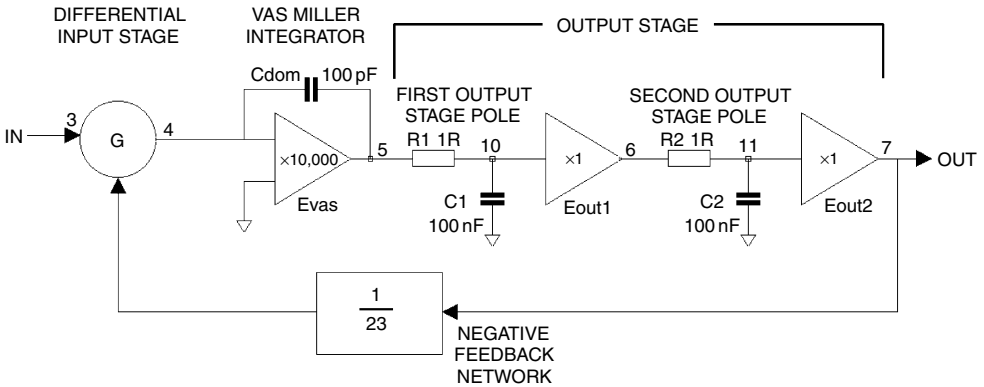 DIFFERENTIAL
INPUT STAGE
VAS MILLER
INTEGRATOR
OUTPUT STAGE
Cdom
100 pF
FIRST OUTPUT
STAGE POLE
SECOND OUTPUT
STAGE POLE
IN
3
G
4
×10,000
Evas
5
R1 1R
10
C1
100 nF
×1
Eout1
6
R2 1R
11
C2
100 nF
×1
Eout2
7
OUT
1
23
NEGATIVE
FEEDBACK
NETWORK